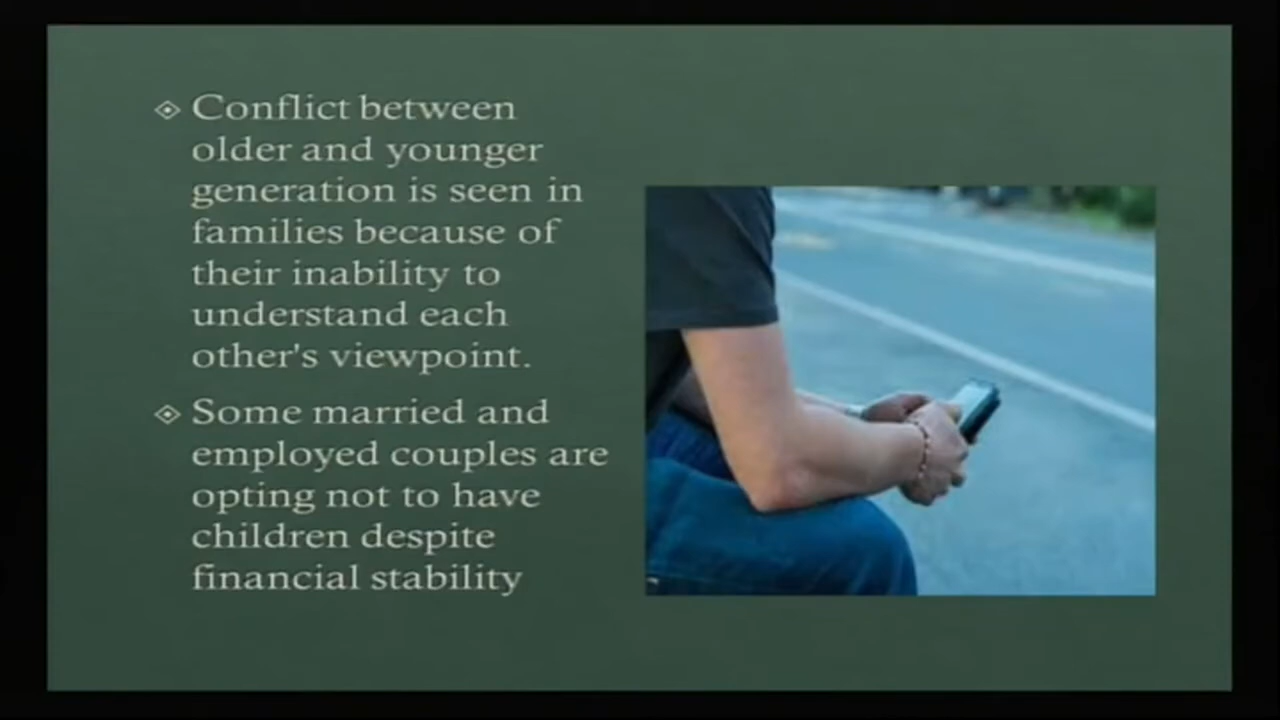 Conflict between
older and younger
generation is seen in
families because of
their inability to
understand each
other's viewpoint.
Some married and
employed couples are
opting not to have
children despite
financial stability